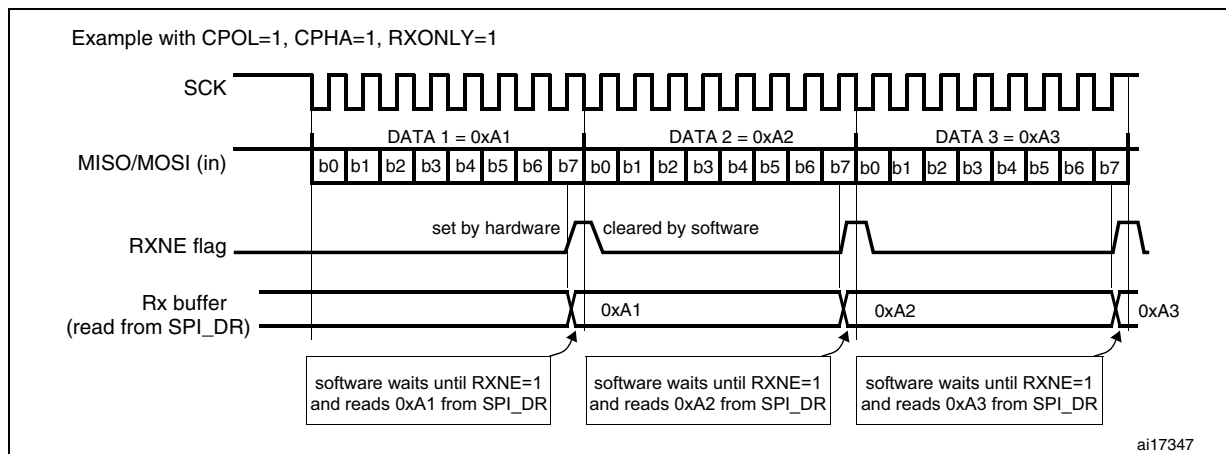 Example with CPOL=1, CPHA=1, RXONLY=1
SCK
DATA 1 = 0xA1 DATA 2 = 0xA2 DATA 3 = 0xA3
MISO/MOSI (in)
b0 b1 b2 b3 b4 b5 b6 b7 b0 b1 b2 b3 b4 b5 b6 b7 b0 b1 b2 b3 b4 b5 b6 b7
set by hardware cleared by software
RXNE flag
Rx buffer
(read from SPI_DR)
0xA1 0xA2 0xA3
software waits until RXNE=1
and reads 0xA1 from SPI_DR
software waits until RXNE=1
and reads 0xA2 from SPI_DR
software waits until RXNE=1
and reads 0xA3 from SPI_DR
ai17347